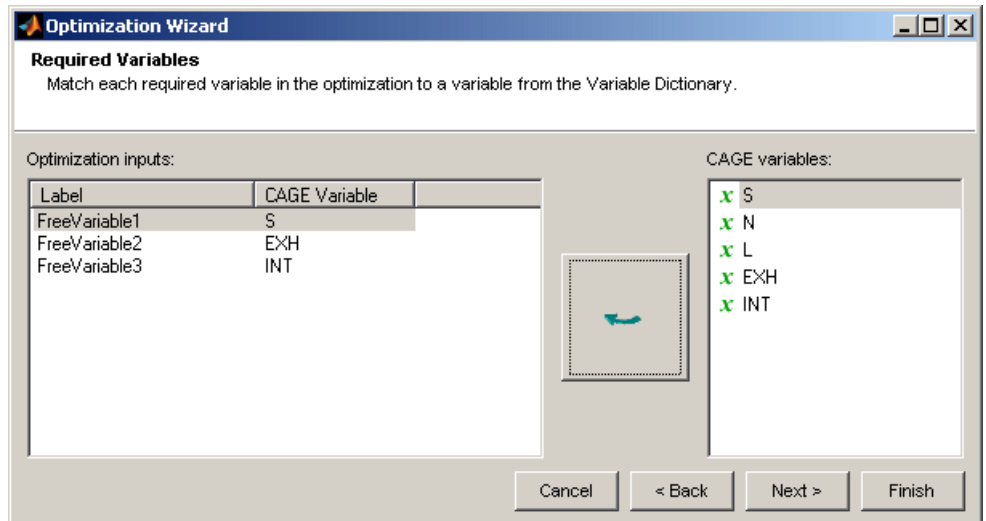 Optimization Wizard
Required Variables
Match each required variable in the optimization to a variable from the Variable Dictionary.
Optimization inputs:
Label CAGE Variable
FreeVariable1 S
FreeVariable2 EXH
FreeVariable3 INT
CAGE variables:
x S
x N
x L
x EXH
x INT
Cancel < Back Next > Finish